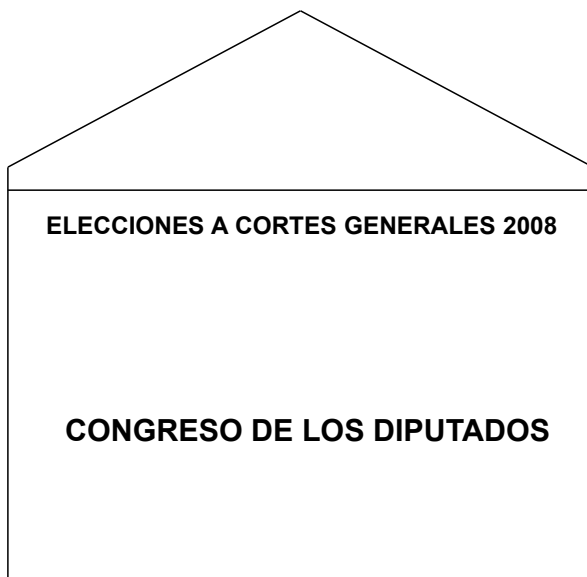 ELECCIONES A CORTES GENERALES 2008
CONGRESO DE LOS DIPUTADOS